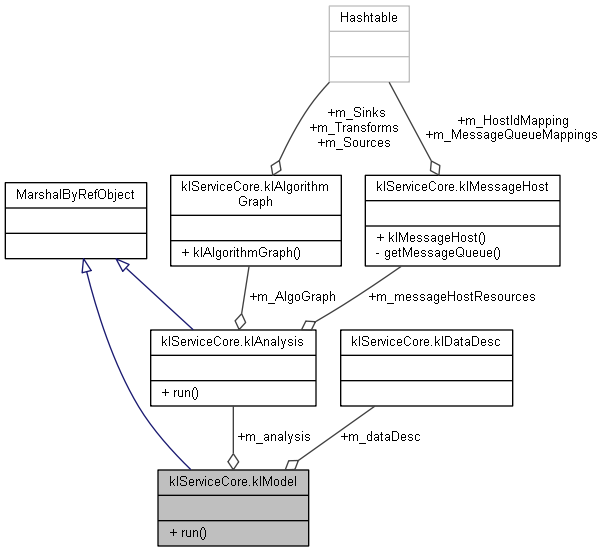 Hashtable
+m_Sinks
+m_Transforms
+m_Sources
+m_HostIdMapping
+m_MessageQueueMappings
MarshalByRefObject
klServiceCore.klAlgorithm
Graph
+ klAlgorithmGraph()
klServiceCore.klMessageHost
+ klMessageHost()
- getMessageQueue()
+m_AlgoGraph
+m_messageHostResources
klServiceCore.klAnalysis
+ run()
klServiceCore.klDataDesc
+m_analysis
+m_dataDesc
klServiceCore.klModel
+ run()